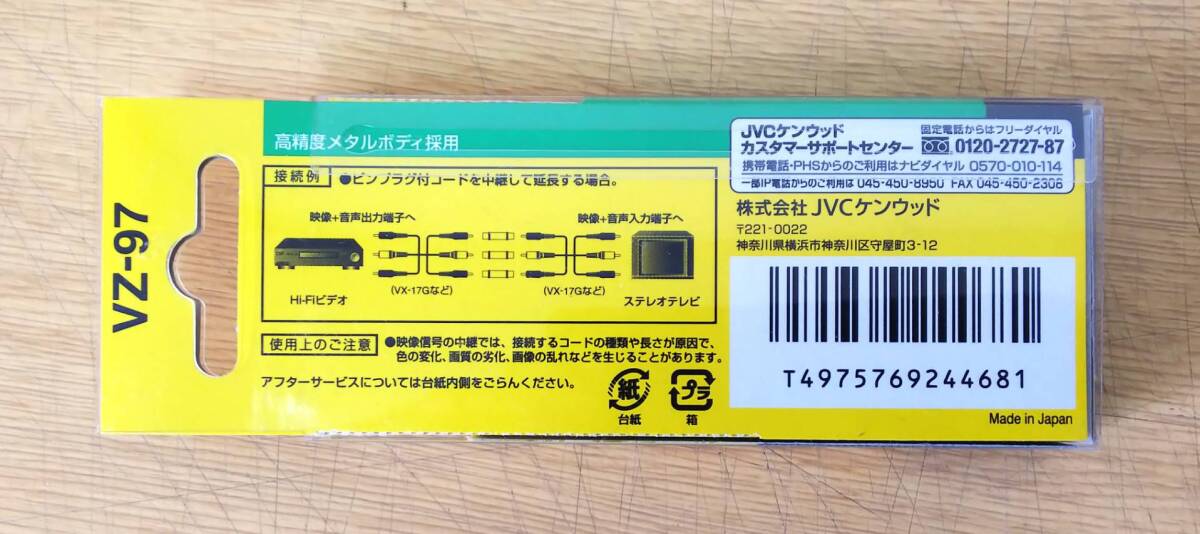 VZ-97
高精度メタルボディ採用
接続例
●ピンプラグ付コードを中継して延長する場合。
映像+音声出力端子へ
映像+音声入力端子へ
(VX-17Gなど)
(VX-17Gなど)
Hi-Fiビデオ
ステレオテレビ
使用上のご注意
●映像信号の中継では、接続するコードの種類や長さが原因で、
色の変化、画質の劣化、画像の乱れなどを生じることがあります。
アフターサービスについては台紙内側をごらんください。
紙
台紙
プラ
箱
JVCケンウッド
カスタマーサポートセンター
固定電話からはフリーダイヤル
0120-2727-87
携帯電話・PHSからのご利用はナビダイヤル 0570-010-114
一部IP電話からのご利用は 045-450-8950 FAX 045-450-2308
株式会社JVCケンウッド
〒221-0022
神奈川県横浜市神奈川区守屋町3-12
T4975769244681
Made in Japan